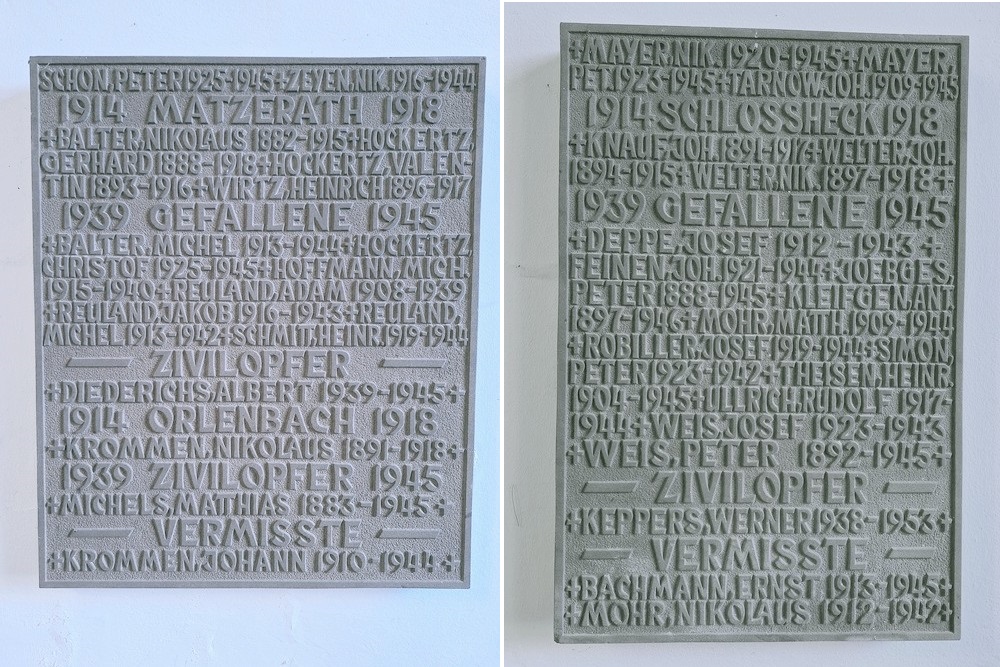 SCHON, PETER 1925-1945+ZEYEN, NIK. 1916-1944
1914 MATZERATH 1918
+BALTER, NIKOLAUS 1882-1915+HOCKERTZ,
GERHARD 1888-1918+HOCKERTZ, VALEN-
TIN 1893-1916+WIRTZ, HEINRICH 1896-1917
1939 GEFALLENE 1945
+BALTER, MICHEL 1913-1944+HOCKERTZ,
CHRISTOF 1925-1945+HOFFMANN, MICH.
1915-1940+REULAND, ADAM 1908-1939
+REULAND, JAKOB 1916-1943+REULAND,
MICHEL 1913-1942+SCHMIT, HEINR. 1919-1944
ZIVILOPFER
+DIEDERICHS, ALBERT 1939-1945+
1914 ORLENBACH 1918
+KROMMEN, NIKOLAUS 1891-1918+
1939 ZIVILOPFER 1945
+MICHELS, MATHIAS 1883-1945+
VERMISSTE
+KROMMEN, JOHANN 1910-1944+
+MAYER, NIK. 1920-1945+MAYER,
PET. 1923-1945+TARNOW, JOH. 1909-1945
1914 SCHLOSSHECK 1918
+KNAUF, JOH. 1891-1917+WELTER, JOH.
1894-1915+WELTER, NIK. 1897-1918+
1939 GEFALLENE 1945
+DEPPE, JOSEF 1912-1943+
FEINEN, JOH. 1921-1944+JOEBGES,
PETER 1888-1945+KLEIFGEN, ANT.
1897-1946+MOHR, MATH. 1909-1944
+ROBILLER, JOSEF 1919-1944+SIMON,
PETER 1923-1942+THEISEN, HEINR.
1904-1945+ULLRICH, RUDOLF 1917-
1944+WEIS, JOSEF 1923-1943
+WEIS, PETER 1892-1945+
ZIVILOPFER
+KEPPERS, WERNER 1938-1953+
VERMISSTE
+BACHMANN, ERNST 1913-1945+
+MOHR, NIKOLAUS 1912-1942+